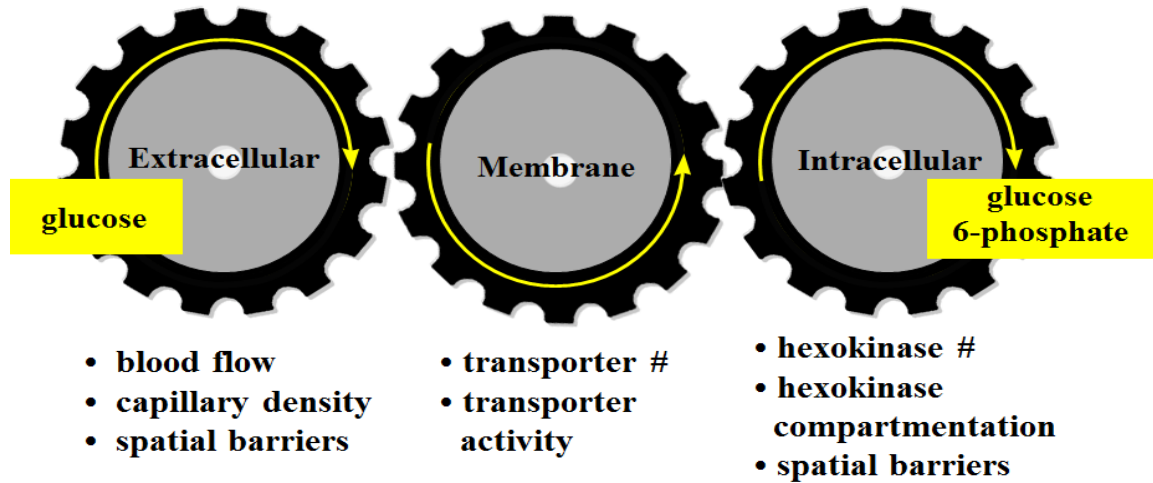 Extracellular
Membrane
Intracellular
glucose
glucose
6-phosphate
• blood flow
• capillary density
• spatial barriers
• transporter #
• transporter
activity
• hexokinase #
• hexokinase
compartmentation
• spatial barriers